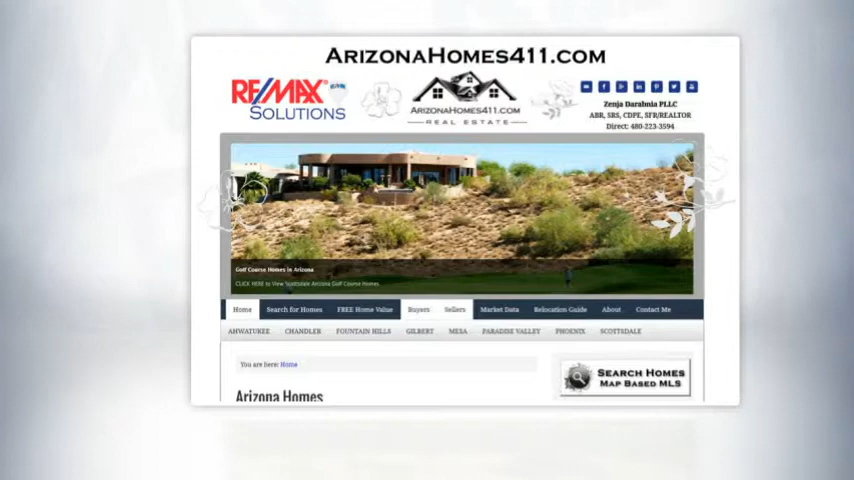 ARIZONAHOMES411.COM
RE/MAX®
SOLUTIONS
ARIZONAHOMES411.COM
REAL ESTATE
Zenja Darabnia PLLC
ABR, SRS, CDPE, SFR/REALTOR
Direct: 480-223-3594
Golf Course Homes in Arizona
CLICK HERE to View Scottsdale Arizona Golf Course Homes
Home Search for Homes FREE Home Value Buyers Sellers Market Data Relocation Guide About Contact Me
AHWATUKEE CHANDLER FOUNTAIN HILLS GILBERT MESA PARADISE VALLEY PHOENIX SCOTTSDALE
You are here: Home
SEARCH HOMES
MAP BASED MLS
Arizona Homes